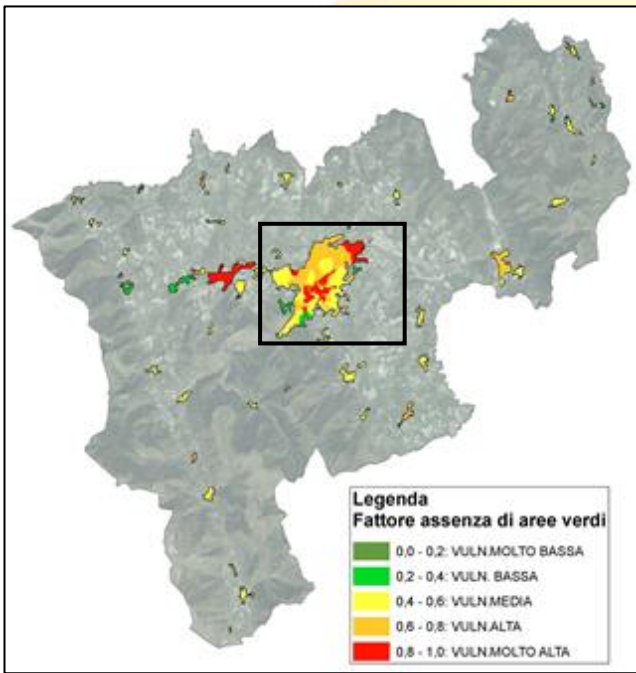 Legenda
Fattore assenza di aree verdi
0,0 - 0,2: VULN.MOLTO BASSA
0,2 - 0,4: VULN. BASSA
0,4 - 0,6: VULN.MEDIA
0,6 - 0,8: VULN.ALTA
0,8 - 1,0: VULN.MOLTO ALTA